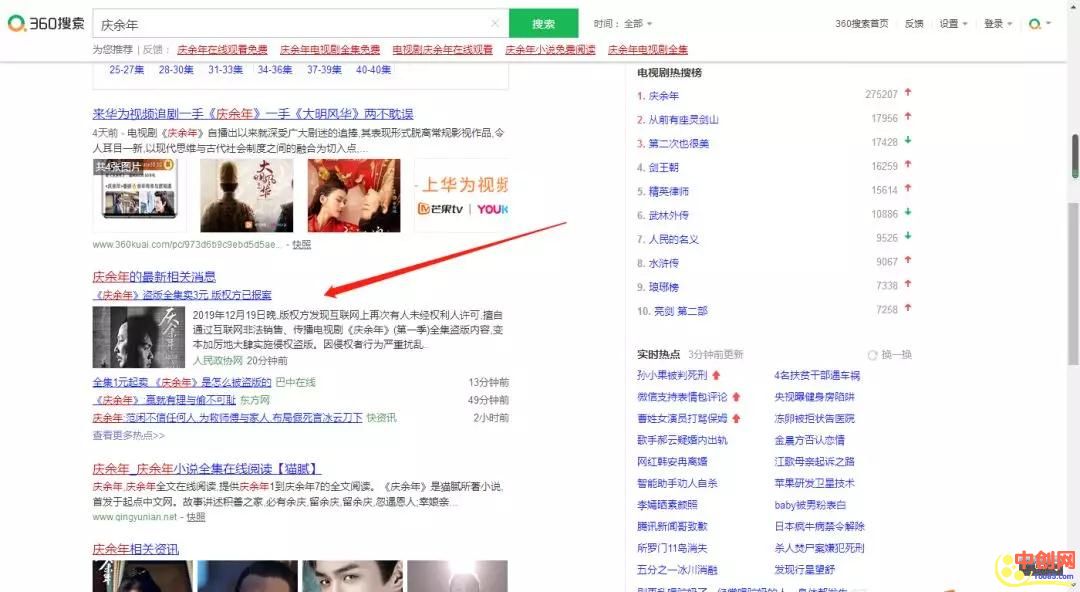 360搜索
庆余年
×
搜索
时间：
全部
360搜索首页
反馈
设置
登录
为您推荐 | 反馈：
庆余年在线观看免费
庆余年电视剧全集免费
电视剧庆余年在线观看
庆余年小说免费阅读
庆余年电视剧全集
25-27集
28-30集
31-33集
34-36集
37-39集
40-40集
来华为视频追剧一手《庆余年》一手《大明风华》两不耽误
4天前 - 电视剧《庆余年》自播出以来就深受广大剧迷的追捧,其表现形式脱离常规影视作品,令
人耳目一新,以现代思维与古代社会制度之间的融合为切入点,...
共4张图片
大明風華
上华为视频
芒果tv | YOUK
www.360kuai.com/pc/973d6b9c9ebd5d5ae... - 快照
庆余年的最新相关消息
《庆余年》盗版全集卖3元 版权方已报案
2019年12月19日晚,版权方发现互联网上再次有人未经权利人许可,擅自
通过互联网非法销售、传播电视剧《庆余年》(第一季)全集盗版内容,变
本加厉地大肆实施侵权盗版。因侵权者行为严重扰乱...
人民政协网 20分钟前
全集1元起卖 《庆余年》是怎么被盗版的 巴中在线
13分钟前
《庆余年》:赢就有理与偷不可耻 东方网
49分钟前
庆余年:范闲不信任何人,为救师傅与家人,布局假死言冰云刀下 快资讯
2小时前
查看更多热点>>
庆余年_庆余年小说全集在线阅读【猫腻】
庆余年,庆余年全文在线阅读,提供庆余年1到庆余年7的全文阅读。《庆余年》是猫腻所著小说,
首发于起点中文网。故事讲述积善之家,必有余庆,留余庆,留余庆,忽遇恩人;幸娘亲...
www.qingyunian.net - 快照
庆余年相关资讯
电视剧热搜榜
1. 庆余年 275207
2. 从前有座灵剑山 17956
3. 第二次也很美 17428
4. 剑王朝 16259
5. 精英律师 15614
6. 武林外传 10886
7. 人民的名义 9526
8. 水浒传 9067
9. 琅琊榜 7338
10. 亮剑 第二部 7258
实时热点 3分钟前更新
换一换
孙小果被判死刑
4名扶贫干部遇车祸
微信支持表情包评论
央视曝健身房陷阱
曹姓女演员打骂保姆
冻卵被拒状告医院
歌手郝云疑婚内出轨
金晨方否认恋情
网红韩安冉离婚
江歌母亲起诉之路
智能助手劝人自杀
苹果研发卫星技术
李嫣晒素颜照
baby被男粉表白
腾讯新闻哥致歉
日本疯牛病禁令解除
所罗门11岛消失
杀人焚尸案嫌犯死刑
五分之一冰川消融
发现行星望舒
中创网